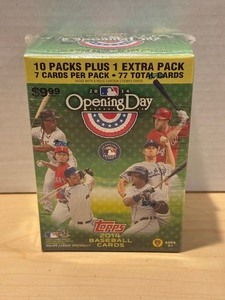 10 PACKS PLUS 1 EXTRA PACK
7 CARDS PER PACK • 77 TOTAL CARDS
$9.99
2014
Opening Day
TOPPS
2014
BASEBALL
CARDS